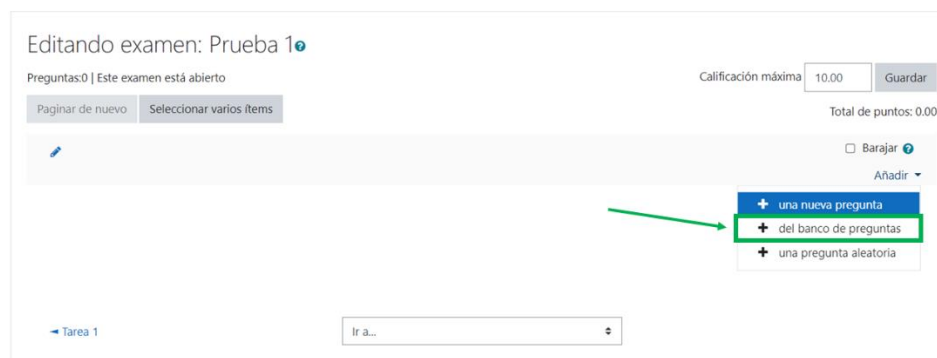 Editando examen: Prueba 1
Preguntas:0 | Este examen está abierto
Calificación máxima 10.00 Guardar
Paginar de nuevo Seleccionar varios ítems
Total de puntos: 0.00
Barajar
Añadir
una nueva pregunta
del banco de preguntas
una pregunta aleatoria
Tarea 1 Ir a...